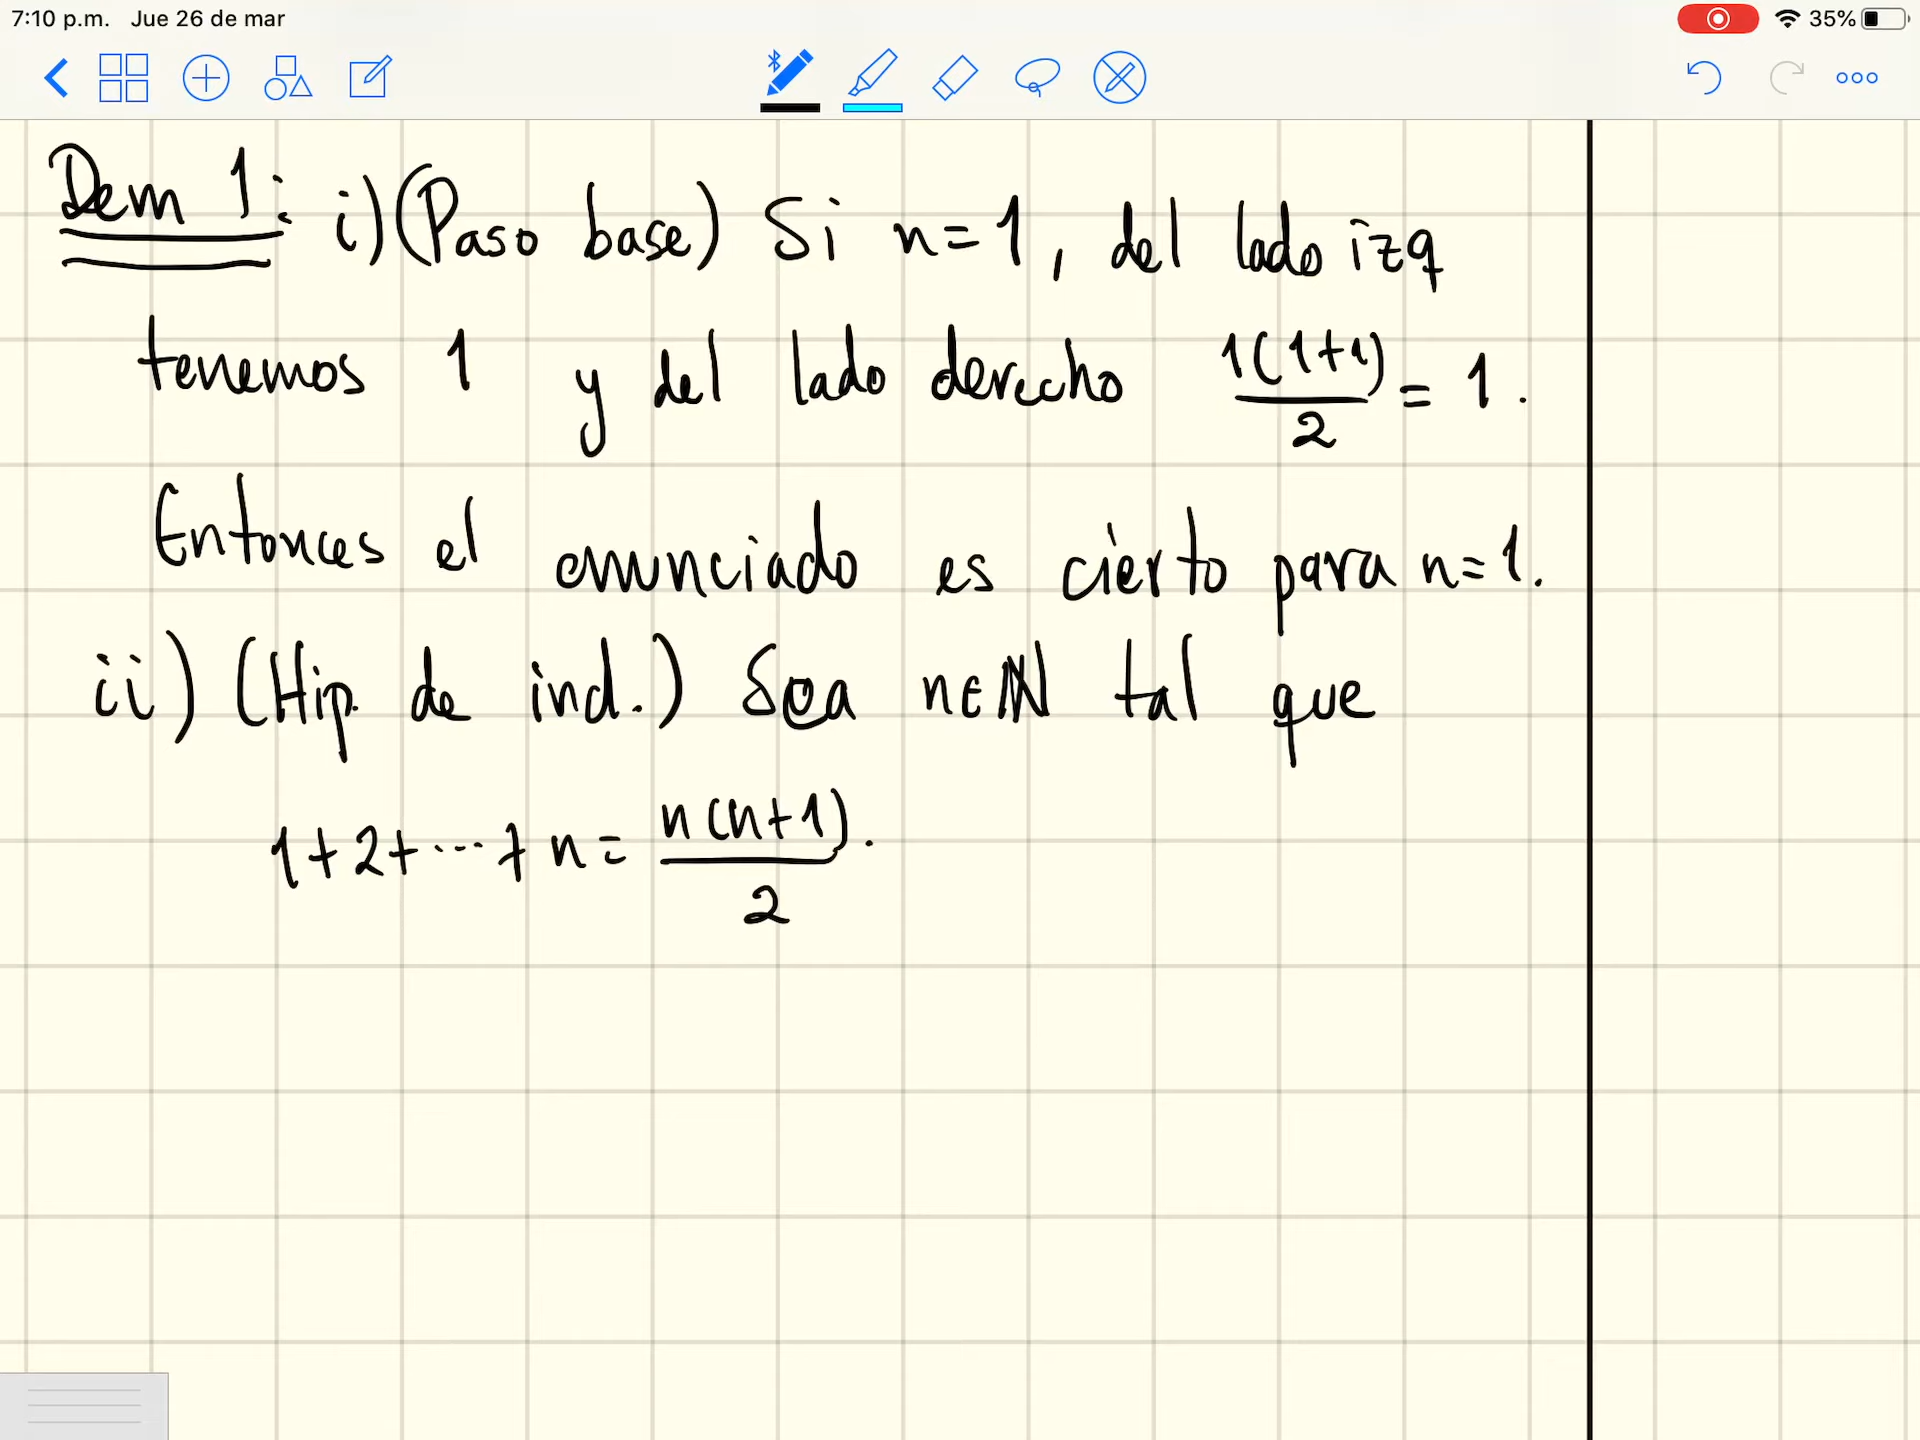 7:10 p.m. Jue 26 de mar 35%
Dem 1: i) (Paso base) Si n=1, del lado izq
tenemos 1 y del lado derecho 1(1+1)/2 = 1.
Entonces el enunciado es cierto para n=1.
ii) (Hip. de ind.) Sea n∈ℕ tal que
1+2+⋯+n = n(n+1)/2.